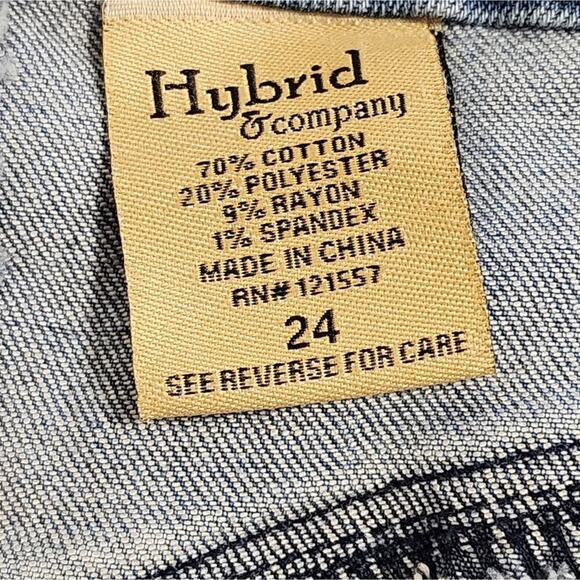 Hybrid
& company
70% COTTON
20% POLYESTER
9% RAYON
1% SPANDEX
MADE IN CHINA
RN# 121557
24
SEE REVERSE FOR CARE